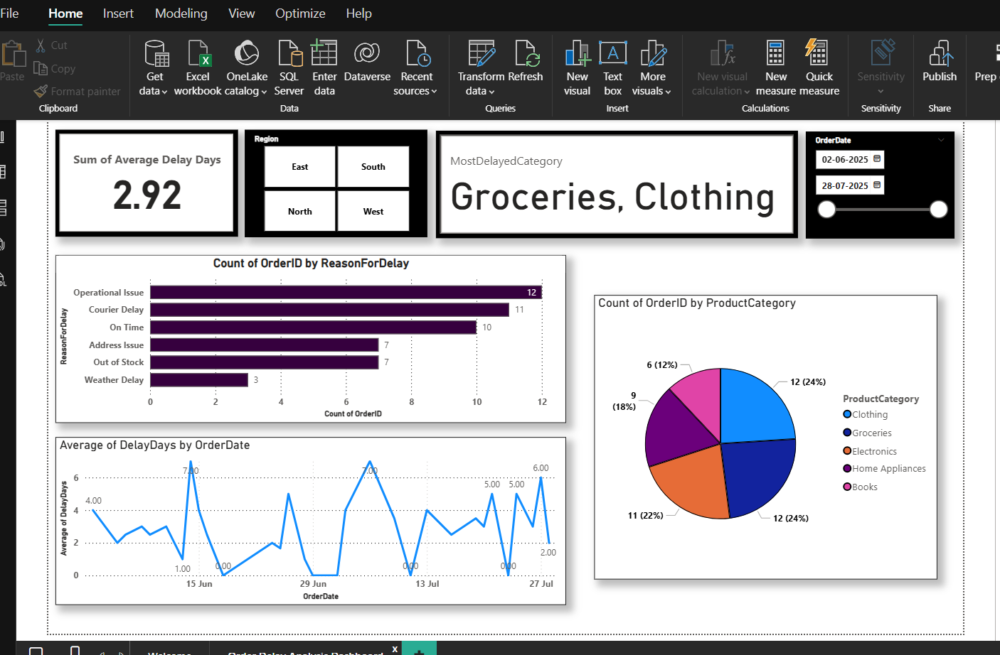 File Home Insert Modeling View Optimize Help
Paste
Cut
Copy
Format painter
Clipboard
Get data
Excel workbook
OneLake catalog
SQL Server
Enter data
Dataverse
Recent sources
Data
Transform data
Refresh
Queries
New visual
Text box
More visuals
Insert
New visual calculation
New measure
Quick measure
Calculations
Sensitivity
Sensitivity
Publish
Share
Prep
Sum of Average Delay Days
2.92
Region
East
South
North
West
MostDelayedCategory
Groceries, Clothing
OrderDate
02-06-2025
28-07-2025
Count of OrderID by ReasonForDelay
ReasonForDelay
Operational Issue 12
Courier Delay 11
On Time 10
Address Issue 7
Out of Stock 7
Weather Delay 3
0 2 4 6 8 10 12
Count of OrderID
Average of DelayDays by OrderDate
Average of DelayDays
6
4
2
0
4.00
7.00
1.00
0.00
7.00
0.00
5.00
0.00
5.00
6.00
2.00
15 Jun 29 Jun 13 Jul 27 Jul
OrderDate
Count of OrderID by ProductCategory
6 (12%)
12 (24%)
9
(18%)
11 (22%)
12 (24%)
ProductCategory
Clothing
Groceries
Electronics
Home Appliances
Books
Welcome
Order Delay Analysis Dashboard
x